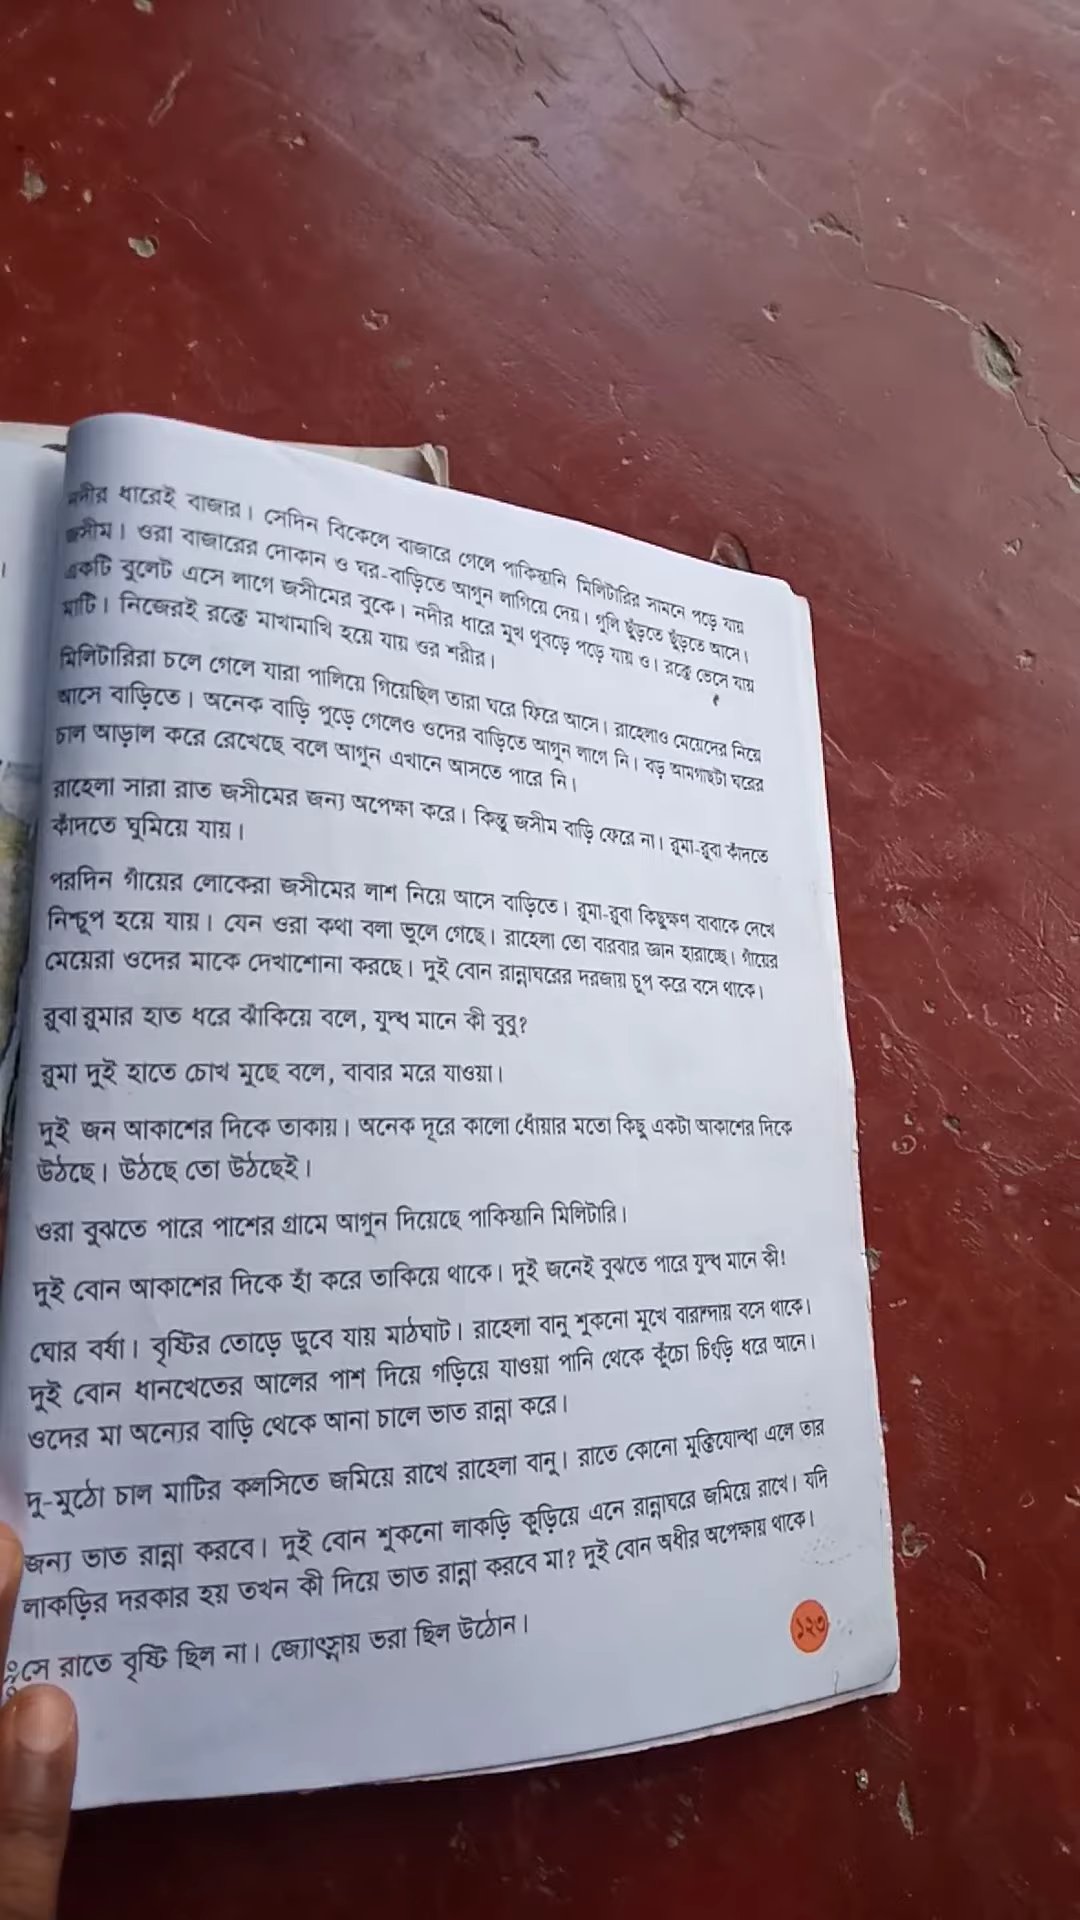 নদীর ধারেই বাজার। সেদিন বিকেলে বাজারে গেলে পাকিস্তানি মিলিটারির সামনে পড়ে যায়
জসীম। ওরা বাজারের দোকান ও ঘর-বাড়িতে আগুন লাগিয়ে দেয়। গুলি ছুঁড়তে ছুঁড়তে আসে।
একটি বুলেট এসে লাগে জসীমের বুকে। নদীর ধারে মুখ থুবড়ে পড়ে যায় ও। রক্তে ভেসে যায়
মাটি। নিজেরই রক্তে মাখামাখি হয়ে যায় ওর শরীর।
মিলিটারিরা চলে গেলে যারা পালিয়ে গিয়েছিল তারা ঘরে ফিরে আসে। রাহেলাও মেয়েদের নিয়ে
আসে বাড়িতে। অনেক বাড়ি পুড়ে গেলেও ওদের বাড়িতে আগুন লাগে নি। বড় আমগাছটা ঘরের
চাল আড়াল করে রেখেছে বলে আগুন এখানে আসতে পারে নি।
রাহেলা সারা রাত জসীমের জন্য অপেক্ষা করে। কিন্তু জসীম বাড়ি ফেরে না। রুমা-রুবা কাঁদতে
কাঁদতে ঘুমিয়ে যায়।
পরদিন গাঁয়ের লোকেরা জসীমের লাশ নিয়ে আসে বাড়িতে। রুমা-রুবা কিছুক্ষণ বাবাকে দেখে
নিশ্চুপ হয়ে যায়। যেন ওরা কথা বলা ভুলে গেছে। রাহেলা তো বারবার জ্ঞান হারাচ্ছে। গাঁয়ের
মেয়েরা ওদের মাকে দেখাশোনা করছে। দুই বোন রান্নাঘরের দরজায় চুপ করে বসে থাকে।
রুবা রুমার হাত ধরে ঝাঁকিয়ে বলে, যুদ্ধ মানে কী বুবু?
রুমা দুই হাতে চোখ মুছে বলে, বাবার মরে যাওয়া।
দুই জন আকাশের দিকে তাকায়। অনেক দূরে কালো ধোঁয়ার মতো কিছু একটা আকাশের দিকে
উঠছে। উঠছে তো উঠছেই।
ওরা বুঝতে পারে পাশের গ্রামে আগুন দিয়েছে পাকিস্তানি মিলিটারি।
দুই বোন আকাশের দিকে হাঁ করে তাকিয়ে থাকে। দুই জনেই বুঝতে পারে যুদ্ধ মানে কী!
ঘোর বর্ষা। বৃষ্টির তোড়ে ডুবে যায় মাঠঘাট। রাহেলা বানু শুকনো মুখে বারান্দায় বসে থাকে।
দুই বোন ধানখেতের আলের পাশ দিয়ে গড়িয়ে যাওয়া পানি থেকে কুঁচো চিংড়ি ধরে আনে।
ওদের মা অন্যের বাড়ি থেকে আনা চালে ভাত রান্না করে।
দু-মুঠো চাল মাটির কলসিতে জমিয়ে রাখে রাহেলা বানু। রাতে কোনো মুক্তিযোদ্ধা এলে তার
জন্য ভাত রান্না করবে। দুই বোন শুকনো লাকড়ি কুড়িয়ে এনে রান্নাঘরে জমিয়ে রাখে। যদি
লাকড়ির দরকার হয় তখন কী দিয়ে ভাত রান্না করবে মা? দুই বোন অধীর অপেক্ষায় থাকে।
সে রাতে বৃষ্টি ছিল না। জ্যোৎস্নায় ভরা ছিল উঠোন।
১২৩